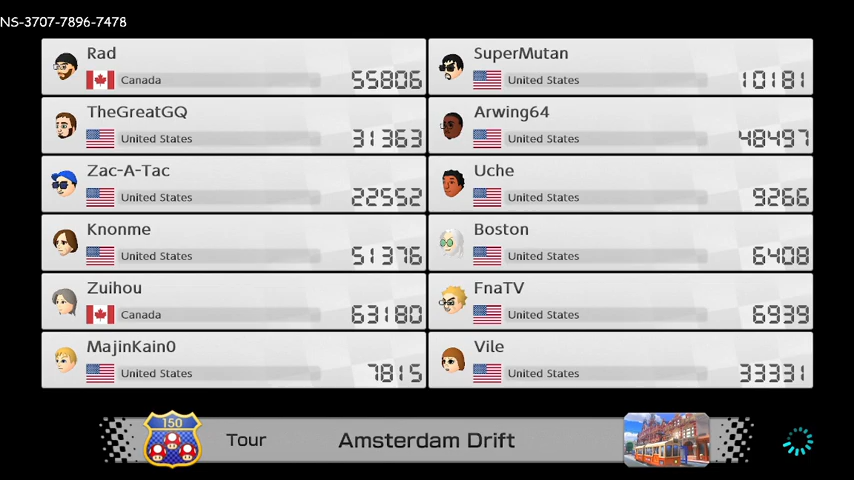 NS-3707-7896-7478
Rad
Canada 55806
SuperMutan
United States 10181
TheGreatGQ
United States 31363
Arwing64
United States 48497
Zac-A-Tac
United States 22552
Uche
United States 9266
Knonme
United States 51376
Boston
United States 6408
Zuihou
Canada 63180
FnaTV
United States 6939
MajinKain0
United States 7815
Vile
United States 33331
150
Tour Amsterdam Drift